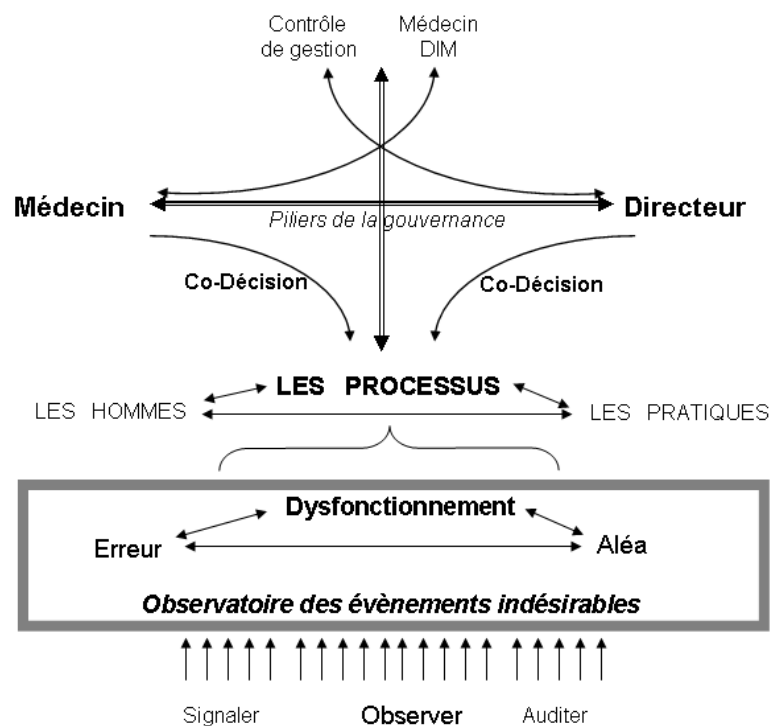 Contrôle
de gestion
Médecin
DIM
Médecin
Directeur
Piliers de la gouvernance
Co-Décision
Co-Décision
LES PROCESSUS
LES HOMMES
LES PRATIQUES
Dysfonctionnement
Erreur
Aléa
Observatoire des évènements indésirables
Signaler
Observer
Auditer